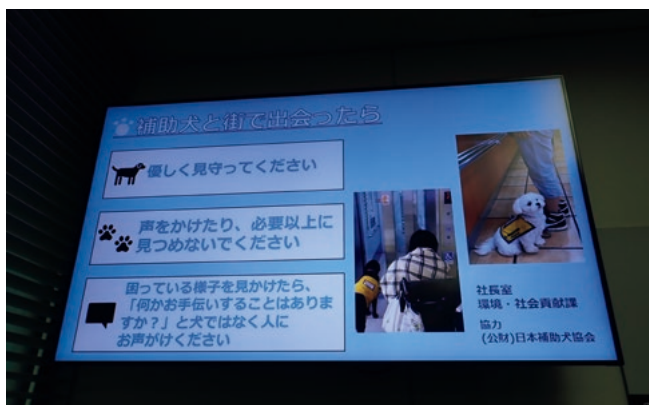 補助犬と街で出会ったら
優しく見守ってください
声をかけたり、必要以上に
見つめないでください
困っている様子を見かけたら、
「何かお手伝いすることはありま
すか？」と犬ではなく人に
お声がけください
社長室
環境・社会貢献課
協力
(公財)日本補助犬協会